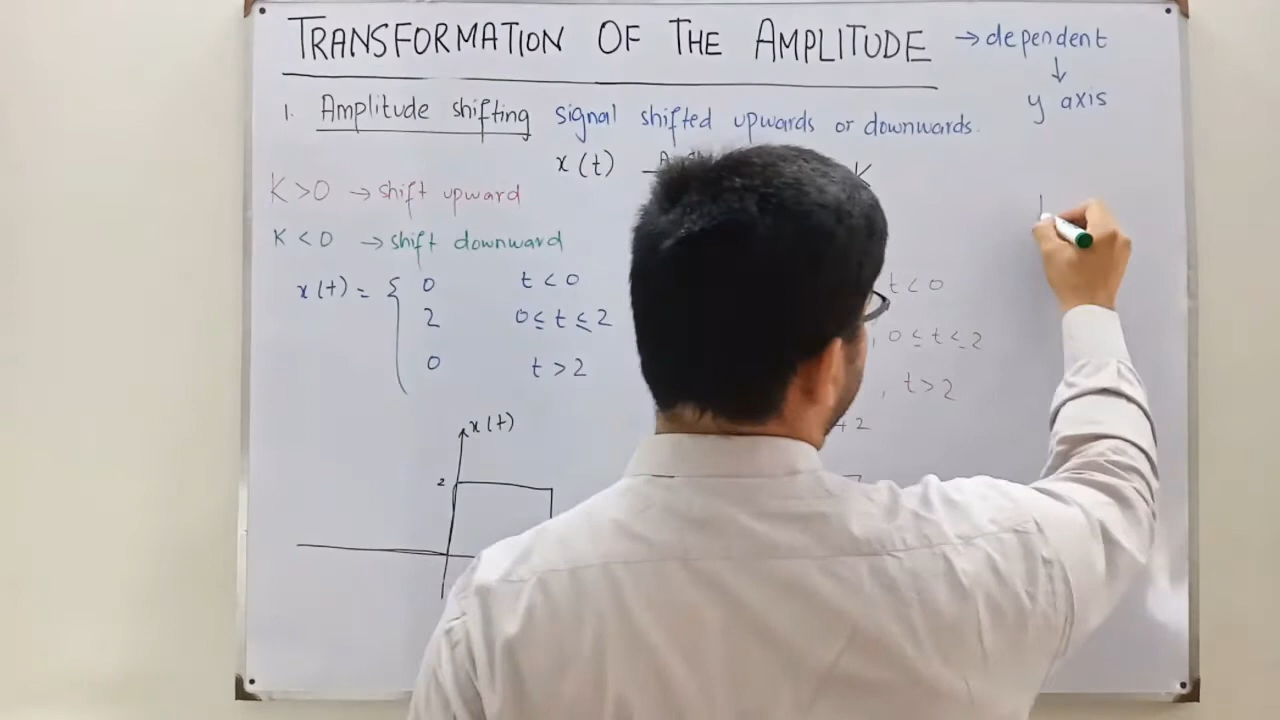 TRANSFORMATION OF THE AMPLITUDE → dependent
↓
y axis
1. Amplitude shifting signal shifted upwards or downwards.
x(t) K
K > 0 → shift upward
K < 0 → shift downward
x(t) = { 0 t < 0
2 0 ≤ t ≤ 2
0 t > 2
t < 0
, 0 ≤ t ≤ 2
, t > 2
+ 2
x(t)
2